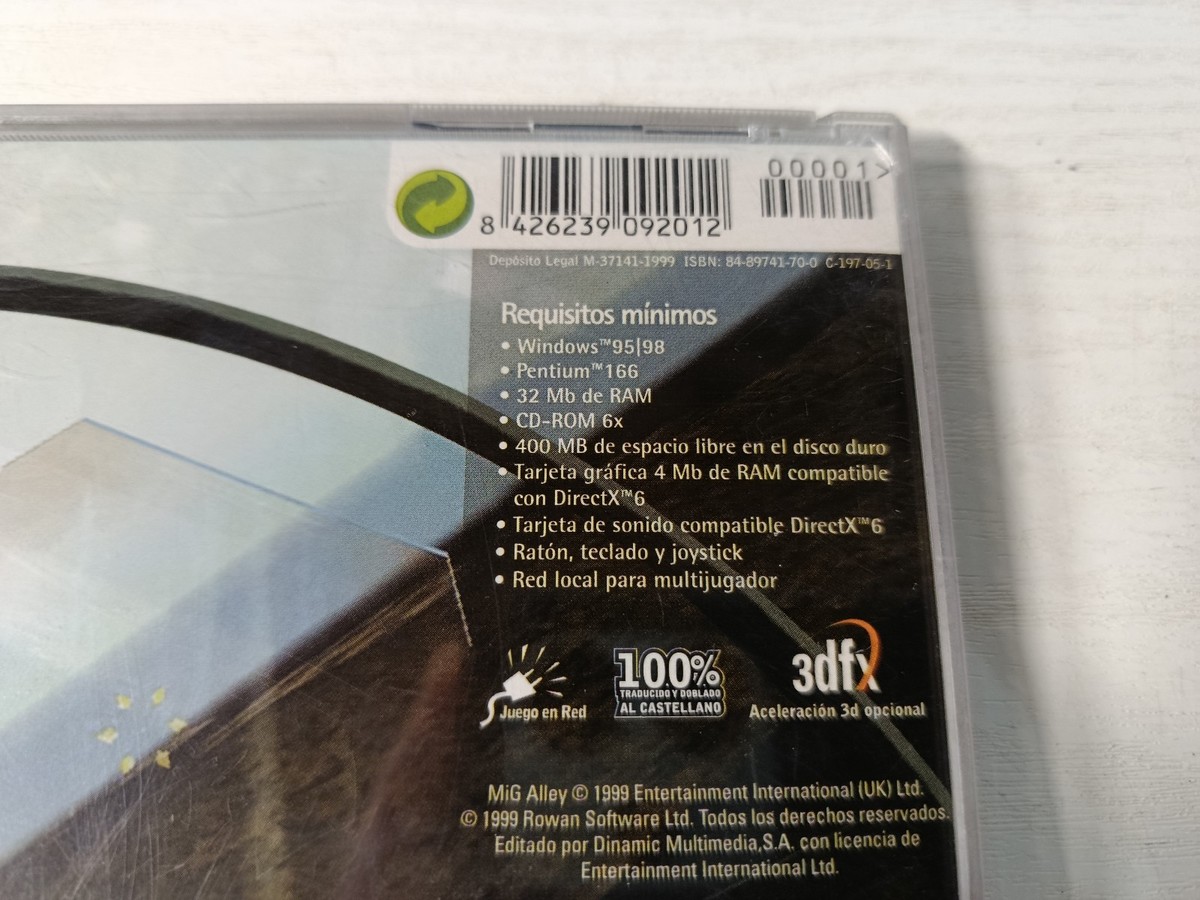 00001>
8 426239 092012
Depósito Legal M-37141-1999 ISBN: 84-89741-70-0 C-197-05-1
Requisitos mínimos
• Windows™95|98
• Pentium™166
• 32 Mb de RAM
• CD-ROM 6x
• 400 MB de espacio libre en el disco duro
• Tarjeta gráfica 4 Mb de RAM compatible
con DirectX™6
• Tarjeta de sonido compatible DirectX™6
• Ratón, teclado y joystick
• Red local para multijugador
Juego en Red
100%
TRADUCIDO Y DOBLADO
AL CASTELLANO
3dfx
Aceleración 3d opcional
MiG Alley © 1999 Entertainment International (UK) Ltd.
© 1999 Rowan Software Ltd. Todos los derechos reservados.
Editado por Dinamic Multimedia,S.A. con licencia de
Entertainment International Ltd.